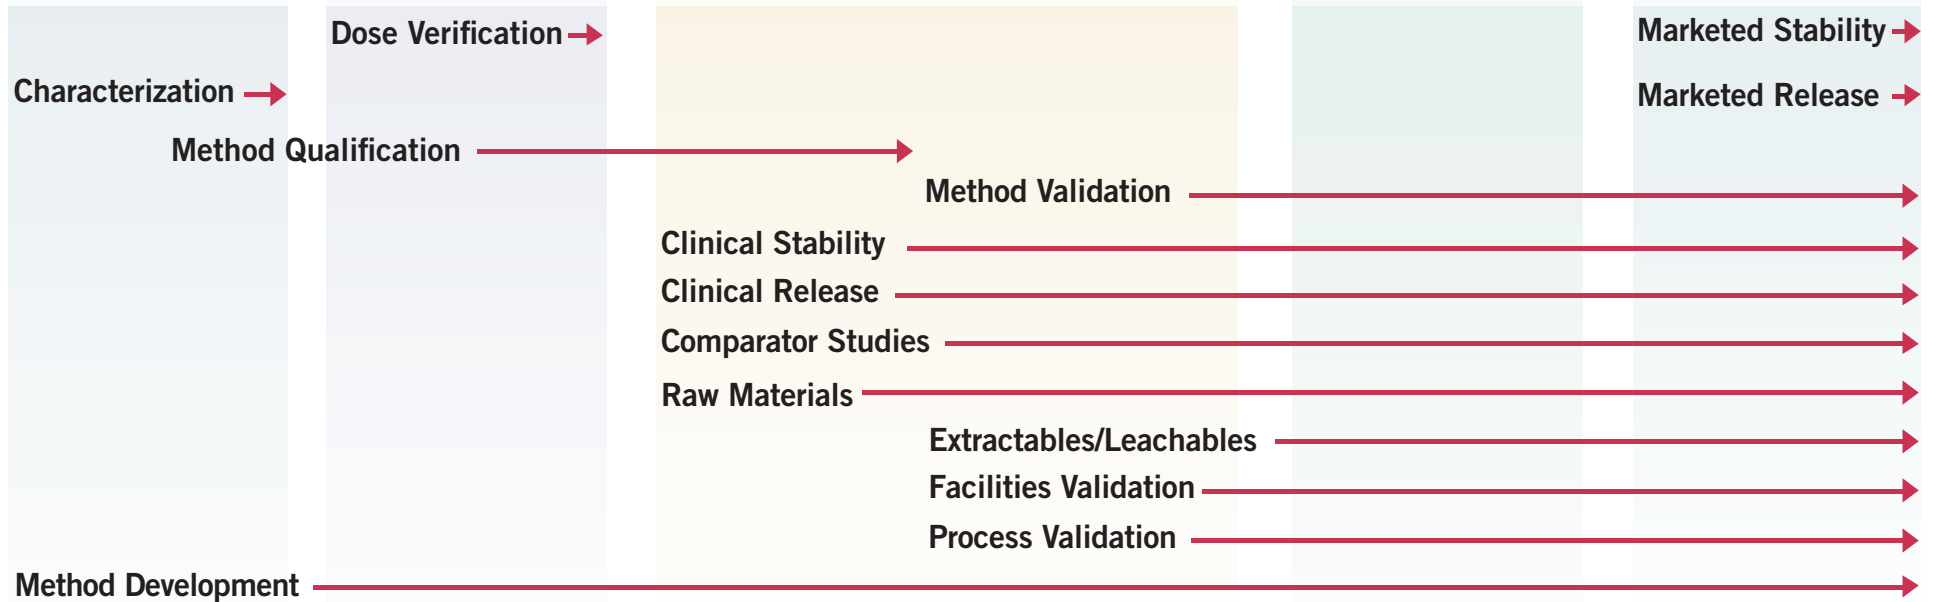 Dose Verification
Marketed Stability
Characterization
Marketed Release
Method Qualification
Method Validation
Clinical Stability
Clinical Release
Comparator Studies
Raw Materials
Extractables/Leachables
Facilities Validation
Process Validation
Method Development